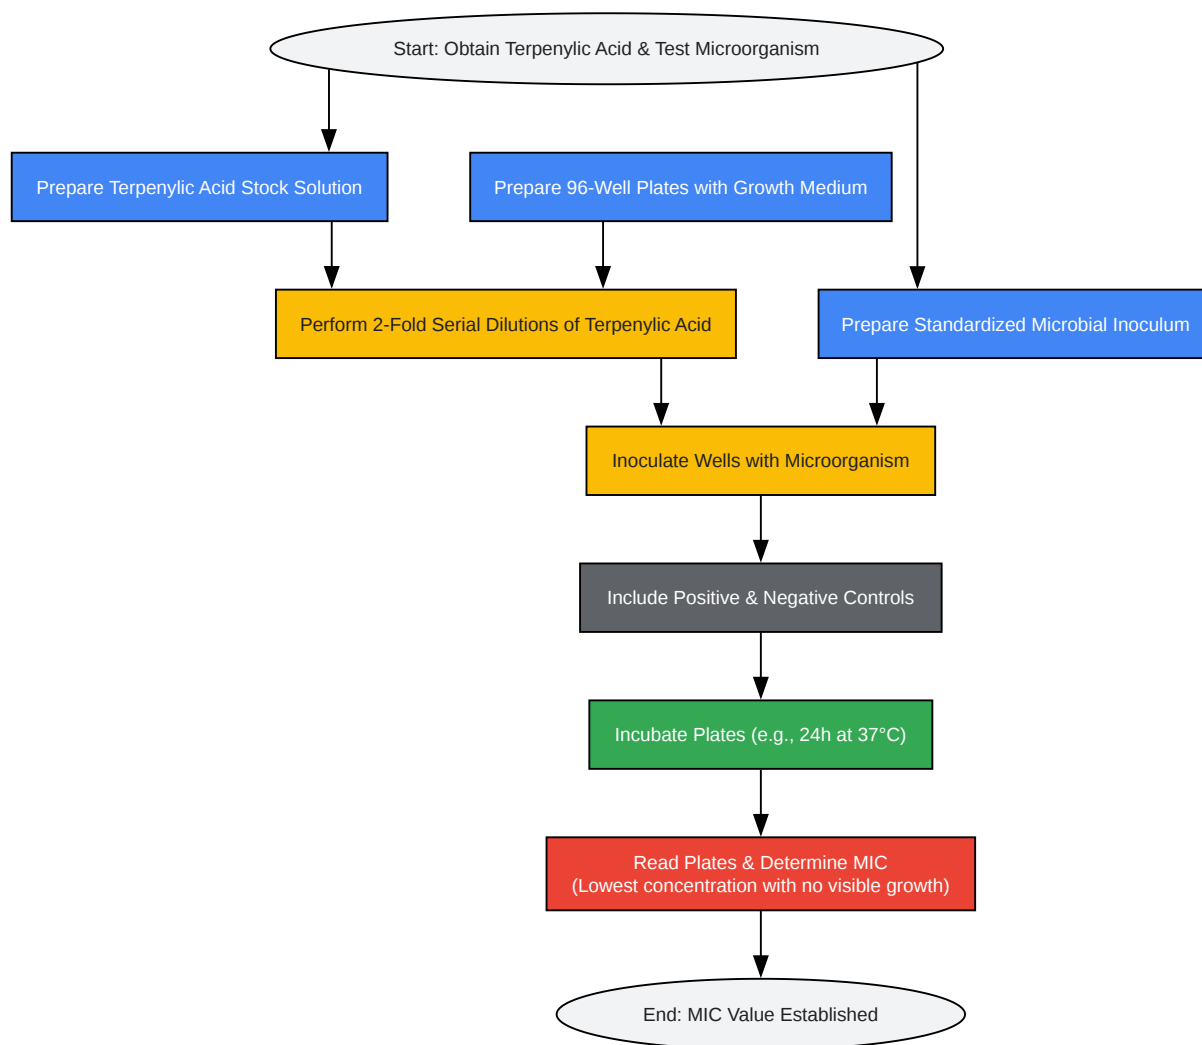 Start: Obtain Terpenylic Acid & Test Microorganism
Prepare Terpenylic Acid Stock Solution
Prepare 96-Well Plates with Growth Medium
Perform 2-Fold Serial Dilutions of Terpenylic Acid
Prepare Standardized Microbial Inoculum
Inoculate Wells with Microorganism
Include Positive & Negative Controls
Incubate Plates (e.g., 24h at 37°C)
Read Plates & Determine MIC
(Lowest concentration with no visible growth)
End: MIC Value Established